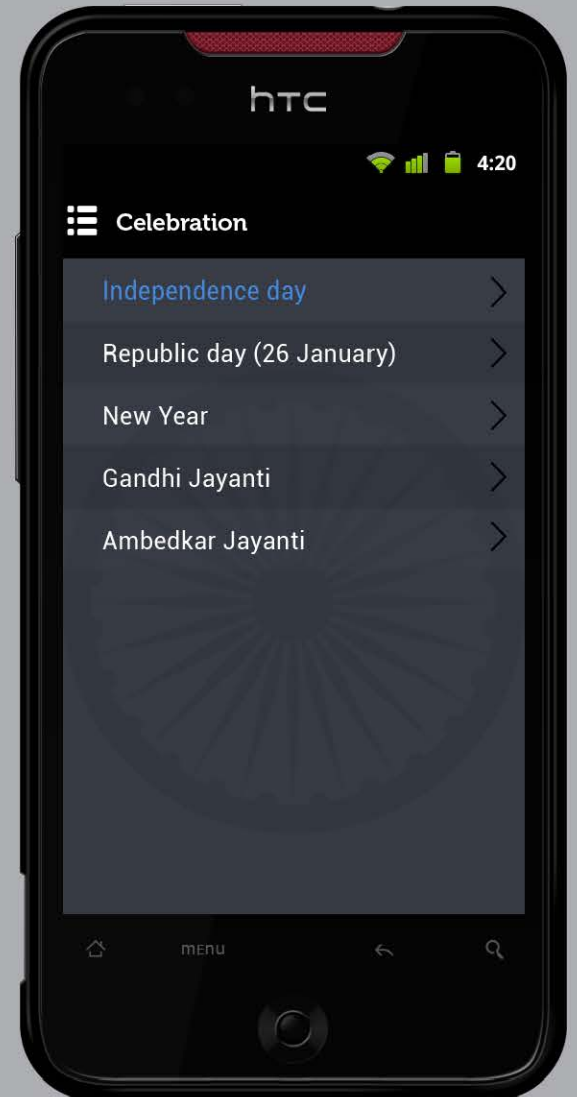 hTC
4:20
Celebration
Independence day
Republic day (26 January)
New Year
Gandhi Jayanti
Ambedkar Jayanti
mEnu